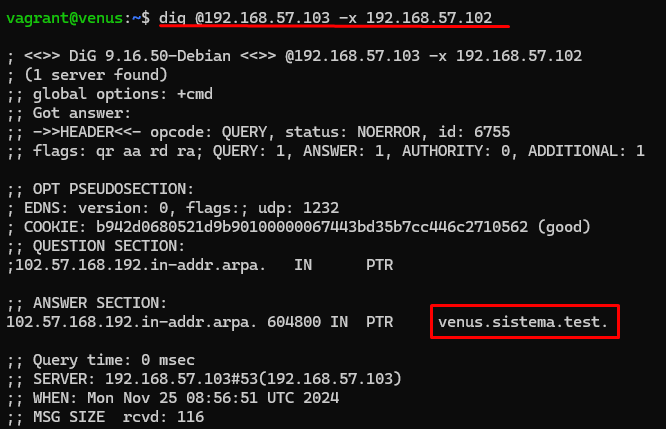 vagrant@venus:~$ dig @192.168.57.103 -x 192.168.57.102
; <<>> DiG 9.16.50-Debian <<>> @192.168.57.103 -x 192.168.57.102
; (1 server found)
;; global options: +cmd
;; Got answer:
;; ->>HEADER<<- opcode: QUERY, status: NOERROR, id: 6755
;; flags: qr aa rd ra; QUERY: 1, ANSWER: 1, AUTHORITY: 0, ADDITIONAL: 1
;; OPT PSEUDOSECTION:
; EDNS: version: 0, flags:; udp: 1232
; COOKIE: b942d0680521d9b90100000067443bd35b7cc446c2710562 (good)
;; QUESTION SECTION:
;102.57.168.192.in-addr.arpa. IN PTR
;; ANSWER SECTION:
102.57.168.192.in-addr.arpa. 604800 IN PTR venus.sistema.test.
;; Query time: 0 msec
;; SERVER: 192.168.57.103#53(192.168.57.103)
;; WHEN: Mon Nov 25 08:56:51 UTC 2024
;; MSG SIZE rcvd: 116